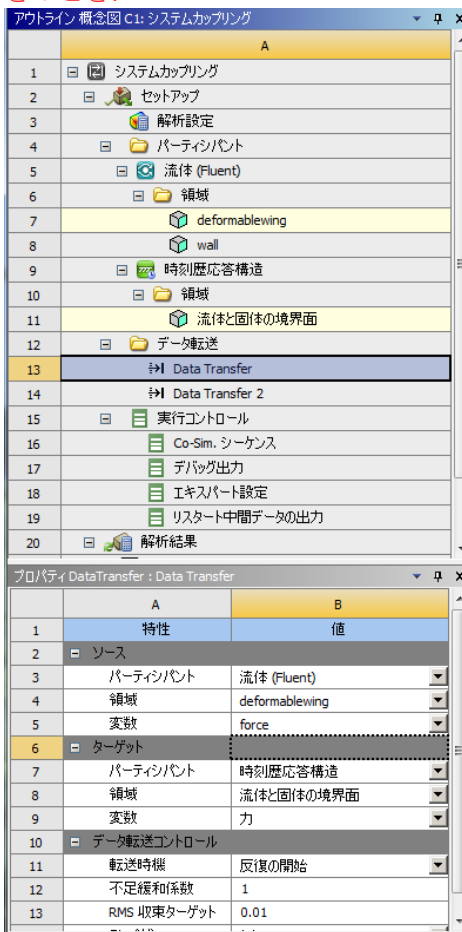 アウトライン 概念図 C1: システムカップリング
A
1 システムカップリング
2 セットアップ
3 解析設定
4 パーティシパント
5 流体 (Fluent)
6 領域
7 deformablewing
8 wall
9 時刻歴応答構造
10 領域
11 流体と固体の境界面
12 データ転送
13 Data Transfer
14 Data Transfer 2
15 実行コントロール
16 Co-Sim. シーケンス
17 デバッグ出力
18 エキスパート設定
19 リスタート中間データの出力
20 解析結果
プロパティ DataTransfer : Data Transfer
A B
1 特性 値
2 ソース
3 パーティシパント 流体 (Fluent)
4 領域 deformablewing
5 変数 force
6 ターゲット
7 パーティシパント 時刻歴応答構造
8 領域 流体と固体の境界面
9 変数 力
10 データ転送コントロール
11 転送時機 反復の開始
12 不足緩和係数 1
13 RMS 収束ターゲット 0.01